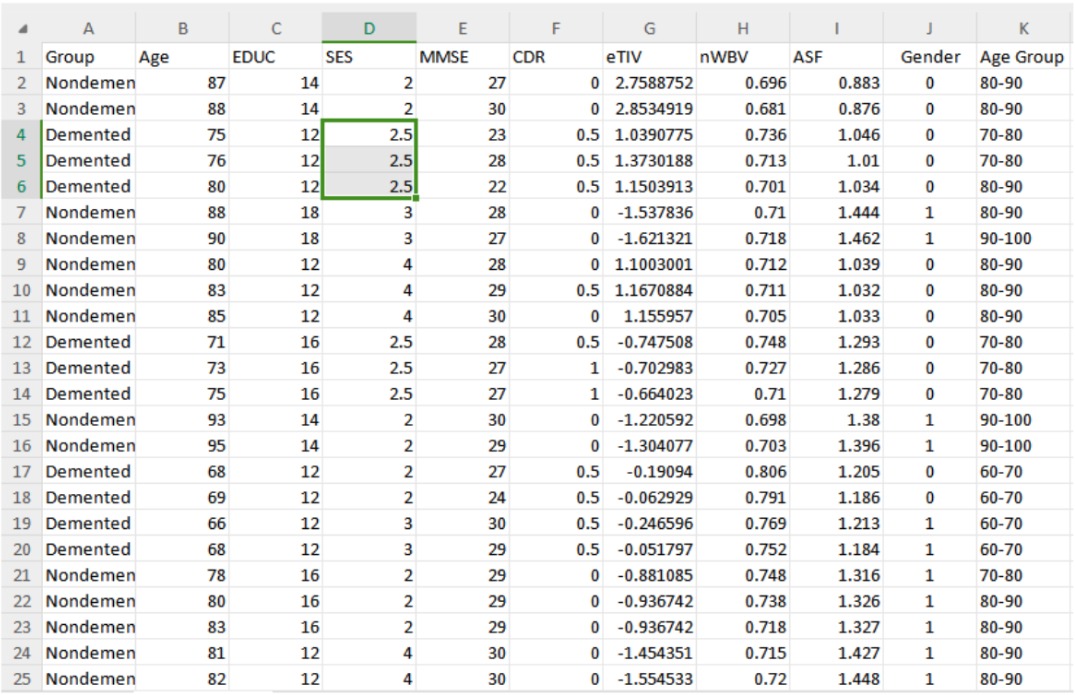 A B C D E F G H I J K
1 Group Age EDUC SES MMSE CDR eTIV nWBV ASF Gender Age Group
2 Nondemen 87 14 2 27 0 2.7588752 0.696 0.883 0 80-90
3 Nondemen 88 14 2 30 0 2.8534919 0.681 0.876 0 80-90
4 Demented 75 12 2.5 23 0.5 1.0390775 0.736 1.046 0 70-80
5 Demented 76 12 2.5 28 0.5 1.3730188 0.713 1.01 0 70-80
6 Demented 80 12 2.5 22 0.5 1.1503913 0.701 1.034 0 80-90
7 Nondemen 88 18 3 28 0 -1.537836 0.71 1.444 1 80-90
8 Nondemen 90 18 3 27 0 -1.621321 0.718 1.462 1 90-100
9 Nondemen 80 12 4 28 0 1.1003001 0.712 1.039 0 80-90
10 Nondemen 83 12 4 29 0.5 1.1670884 0.711 1.032 0 80-90
11 Nondemen 85 12 4 30 0 1.155957 0.705 1.033 0 80-90
12 Demented 71 16 2.5 28 0.5 -0.747508 0.748 1.293 0 70-80
13 Demented 73 16 2.5 27 1 -0.702983 0.727 1.286 0 70-80
14 Demented 75 16 2.5 27 1 -0.664023 0.71 1.279 0 70-80
15 Nondemen 93 14 2 30 0 -1.220592 0.698 1.38 1 90-100
16 Nondemen 95 14 2 29 0 -1.304077 0.703 1.396 1 90-100
17 Demented 68 12 2 27 0.5 -0.19094 0.806 1.205 0 60-70
18 Demented 69 12 2 24 0.5 -0.062929 0.791 1.186 0 60-70
19 Demented 66 12 3 30 0.5 -0.246596 0.769 1.213 1 60-70
20 Demented 68 12 3 29 0.5 -0.051797 0.752 1.184 1 60-70
21 Nondemen 78 16 2 29 0 -0.881085 0.748 1.316 1 70-80
22 Nondemen 80 16 2 29 0 -0.936742 0.738 1.326 1 80-90
23 Nondemen 83 16 2 29 0 -0.936742 0.718 1.327 1 80-90
24 Nondemen 81 12 4 30 0 -1.454351 0.715 1.427 1 80-90
25 Nondemen 82 12 4 30 0 -1.554533 0.72 1.448 1 80-90